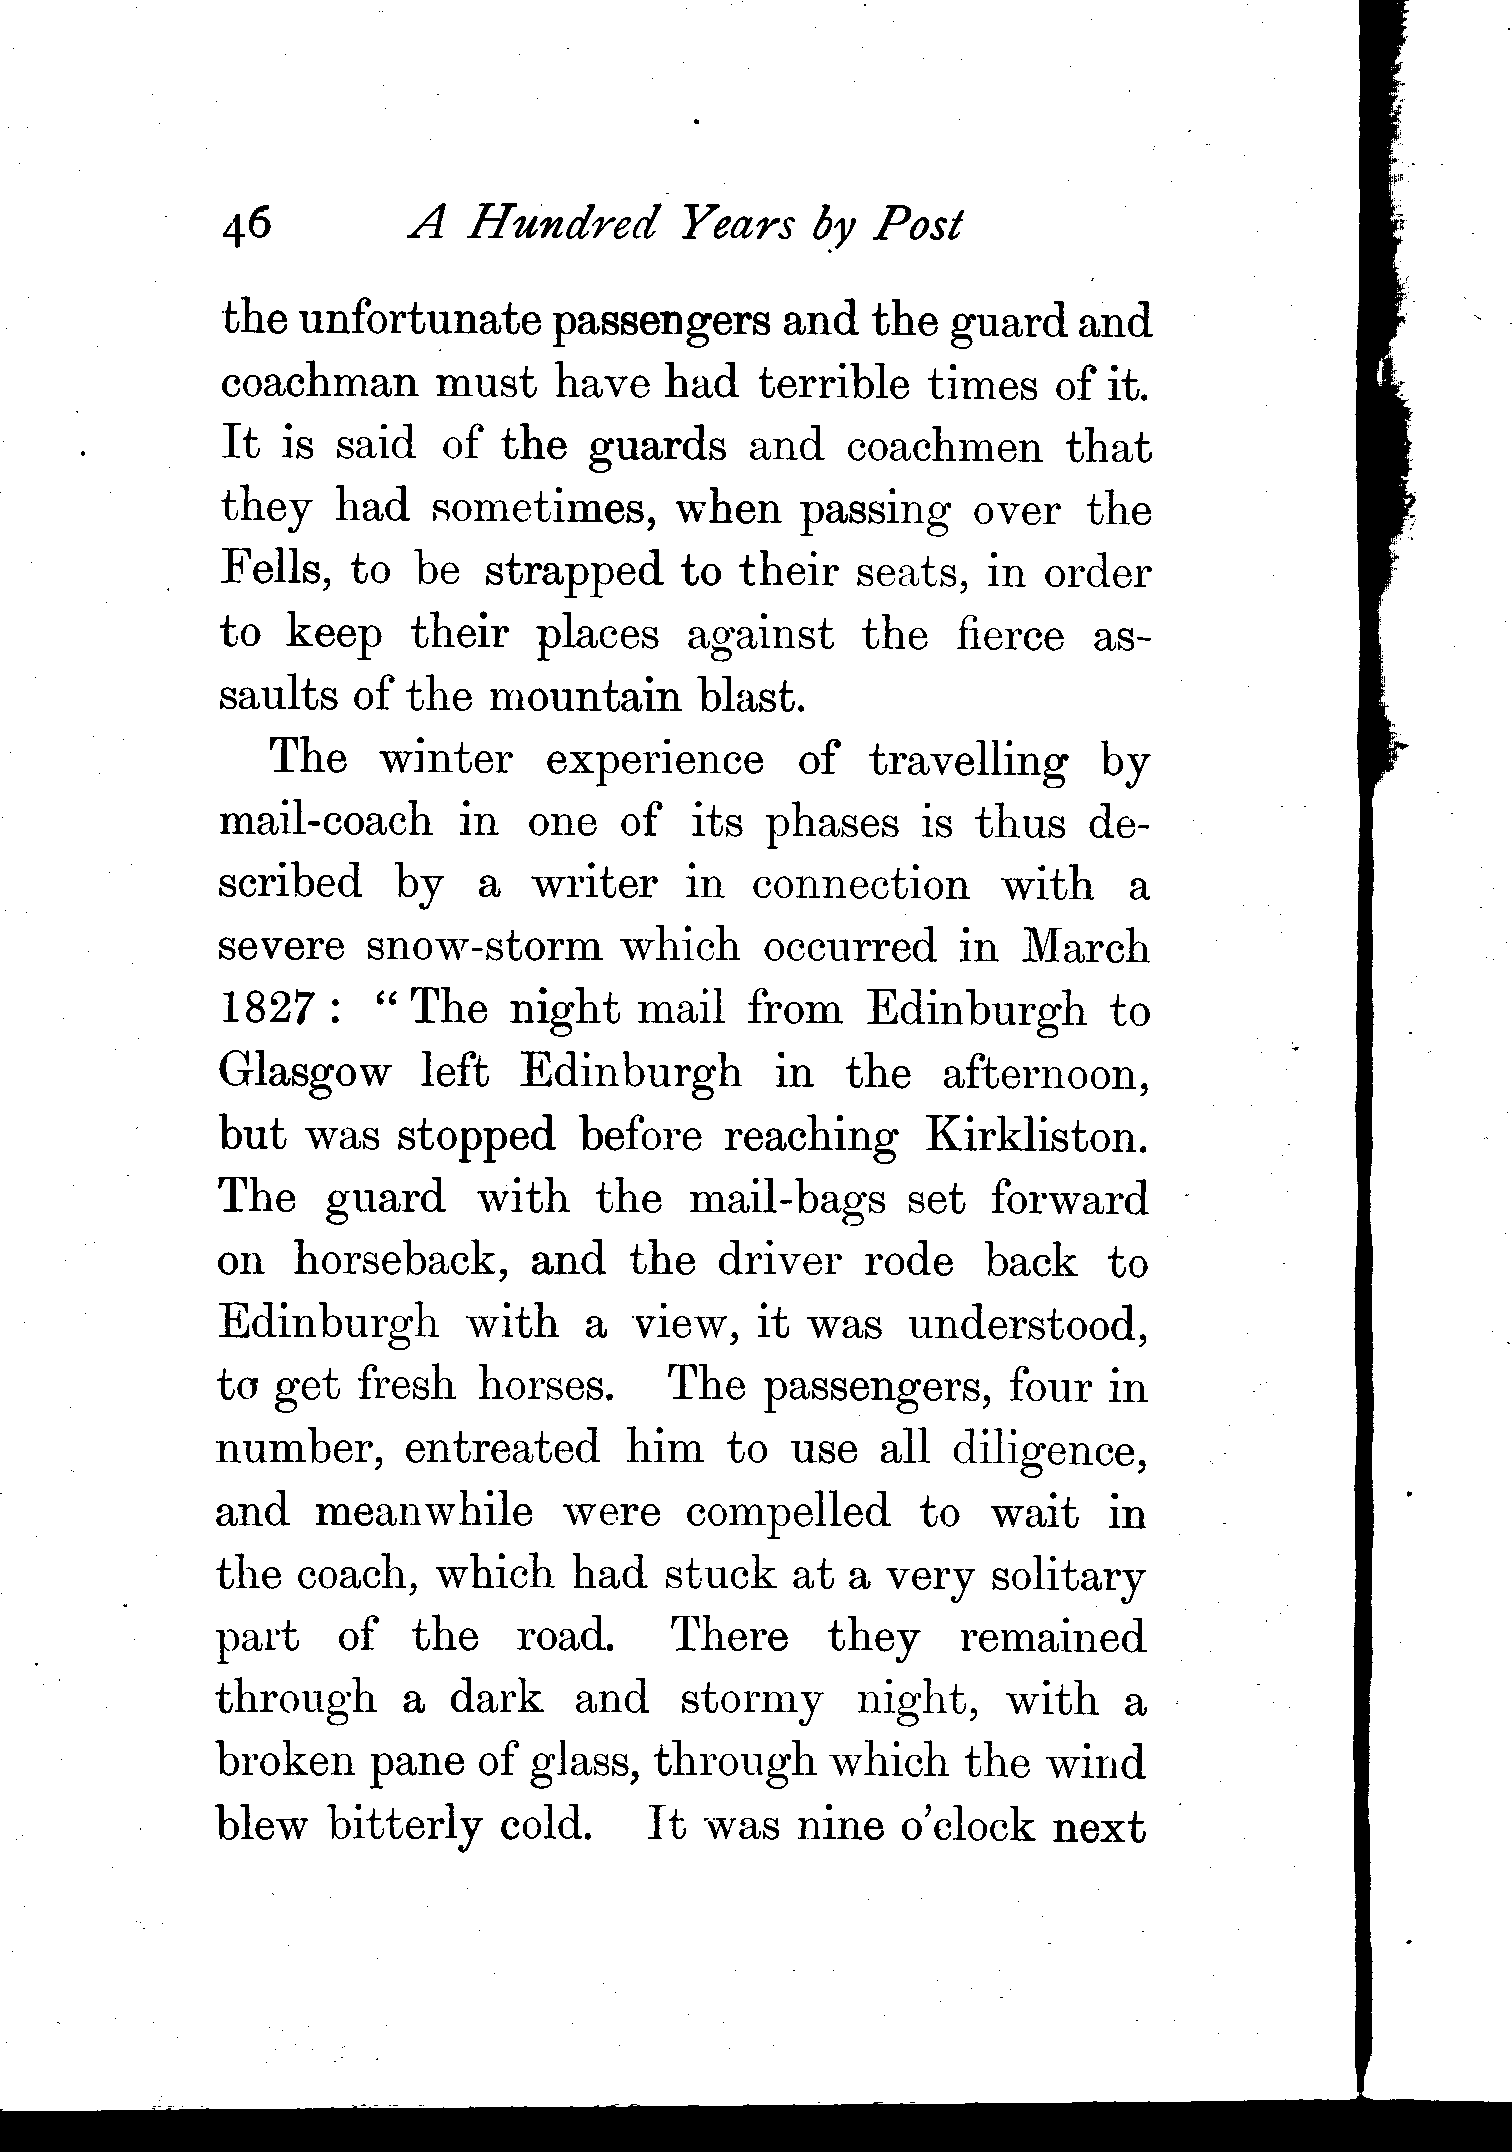 46 A Hundred Years by Post
the unfortunate passengers and the guard and
coachman must have had terrible times of it.
It is said of the guards and coachmen that
they had sometimes, when passing over the
Fells, to be strapped to their seats, in order
to keep their places against the fierce as-
saults of the mountain blast.
The winter experience of travelling by
mail-coach in one of its phases is thus de-
scribed by a writer in connection with a
severe snow-storm which occurred in March
1827 : “ The night mail from Edinburgh to
Glasgow left Edinburgh in the afternoon,
but was stopped before reaching Kirkliston.
The guard with the mail-bags set forward
on horseback, and the driver rode back to
Edinburgh with a view, it was understood,
to get fresh horses. The passengers, four in
number, entreated him to use all diligence,
and meanwhile were compelled to wait in
the coach, which had stuck at a very solitary
part of the road. There they remained
through a dark and stormy night, with a
broken pane of glass, through which the wind
blew bitterly cold. It was nine o’clock next